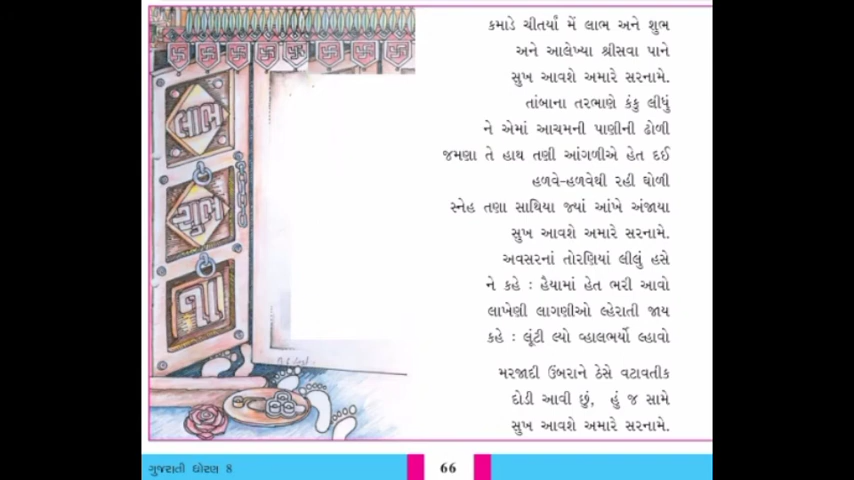 કમાડે ચીતર્યાં મેં લાભ અને શુભ
અને આલેખ્યા શ્રીસવા પાને
સુખ આવશે અમારે સરનામે.
તાંબાના તરભાણે કંકુ લીધું
ને એમાં આચમની પાણીની ઢોળી
જમણા તે હાથ તણી આંગળીએ હેત દઈ
હળવે-હળવેથી રહી ઘોળી
સ્નેહ તણા સાથિયા જ્યાં આંખે અંજાયા
સુખ આવશે અમારે સરનામે.
અવસરનાં તોરણિયાં લીલું હસે
ને કહે : હૈયામાં હેત ભરી આવો
લાખેણી લાગણીઓ લ્હેરાતી જાય
કહે : લૂંટી લ્યો વ્હાલભર્યો લ્હાવો
મરજાદી ઉંબરાને ઠેસે વટાવતીક
દોડી આવી છું, હું જ સામે
સુખ આવશે અમારે સરનામે.
લાભ
શુભ
ગુજરાતી ધોરણ 8
66